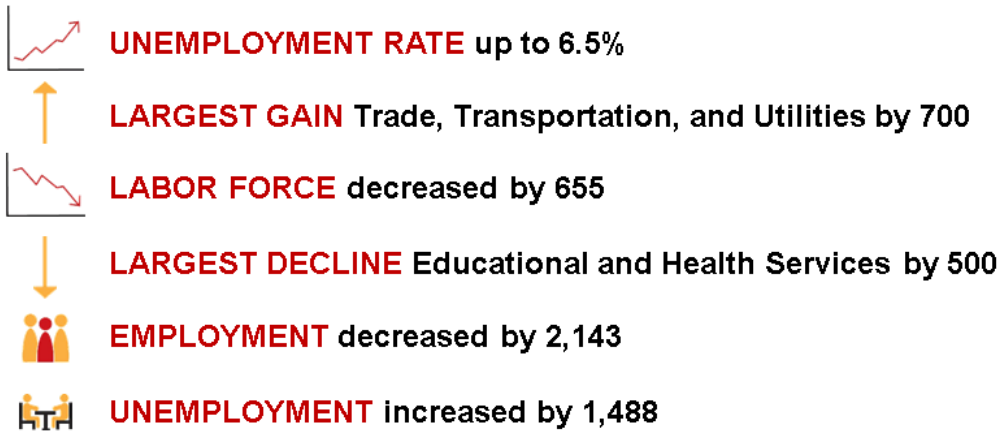 UNEMPLOYMENT RATE up to 6.5%
LARGEST GAIN Trade, Transportation, and Utilities by 700
LABOR FORCE decreased by 655
LARGEST DECLINE Educational and Health Services by 500
EMPLOYMENT decreased by 2,143
UNEMPLOYMENT increased by 1,488